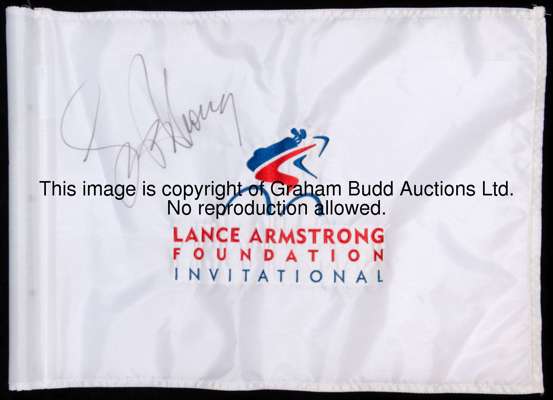 This image is copyright of Graham Budd Auctions Ltd.
No reproduction allowed.
LANCE ARMSTRONG
FOUNDATION
INVITATIONAL